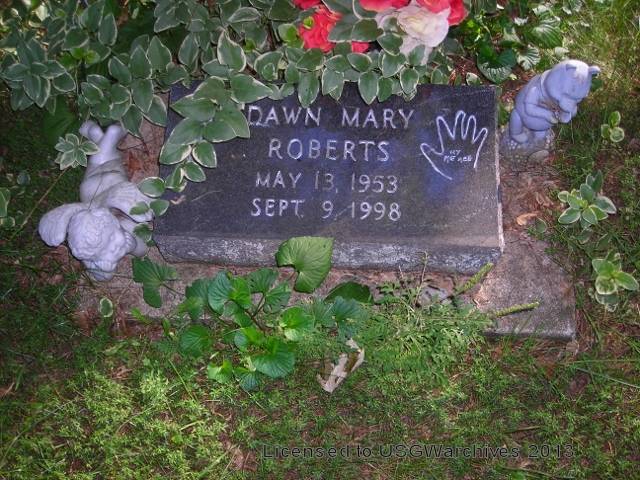 DAWN MARY
ROBERTS
MAY 13, 1953
SEPT. 9, 1998
Licensed to USGWarchives 2013